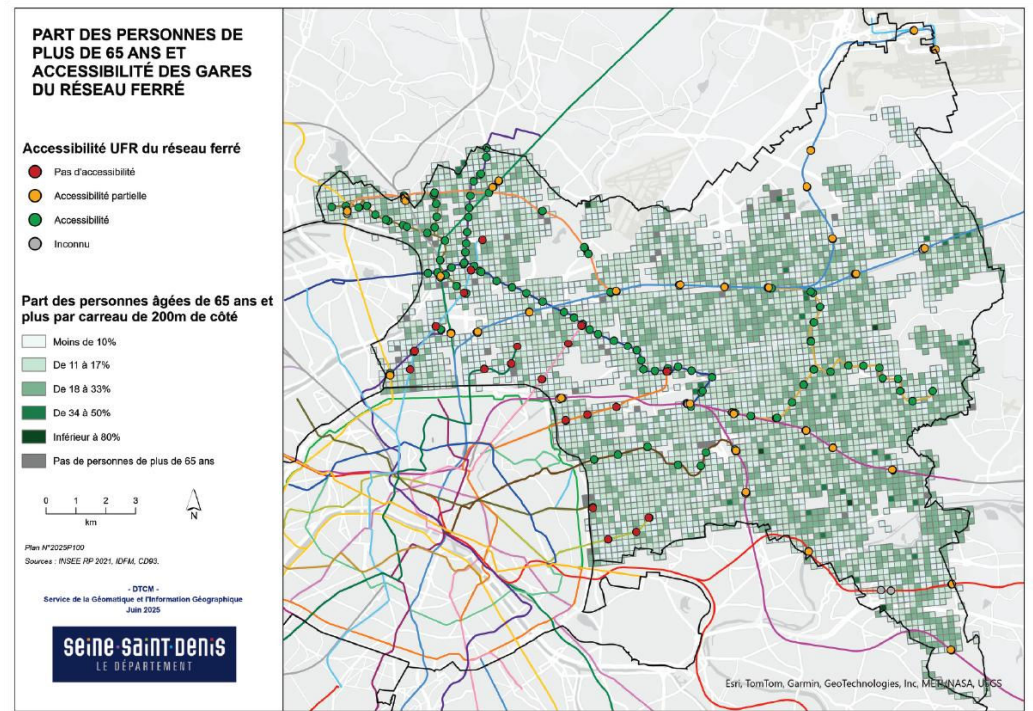 PART DES PERSONNES DE
PLUS DE 65 ANS ET
ACCESSIBILITÉ DES GARES
DU RÉSEAU FERRÉ
Accessibilité UFR du réseau ferré
Pas d'accessibilité
Accessibilité partielle
Accessibilité
Inconnu
Part des personnes âgées de 65 ans et
plus par carreau de 200m de côté
Moins de 10%
De 11 à 17%
De 18 à 33%
De 34 à 50%
Inférieur à 80%
Pas de personnes de plus de 65 ans
0 1 2 3
km
N
Plan N°2025P100
Sources : INSEE RP 2021, IDFM, CD93.
- DTCM -
Service de la Géomatique et l'Information Géographique
Juin 2025
seine-saint-denis
LE DÉPARTEMENT
Esri, TomTom, Garmin, GeoTechnologies, Inc, METI/NASA, USGS